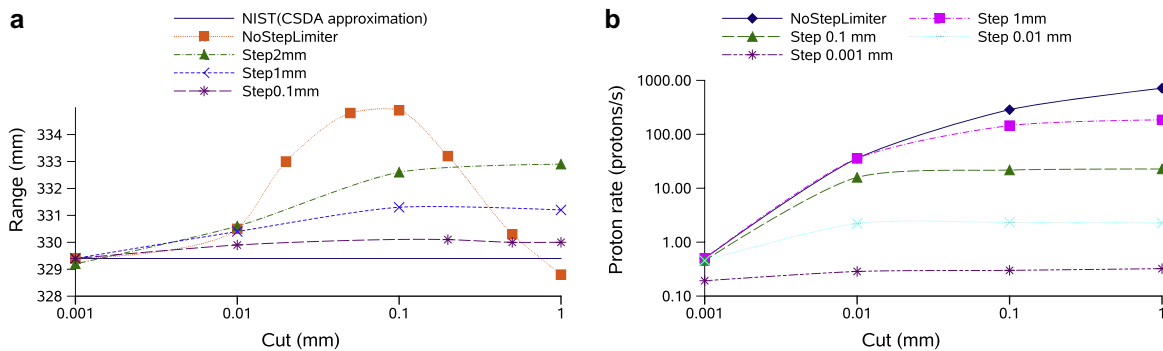 a
NIST(CSDA approximation)
NoStepLimiter
Step2mm
Step1mm
Step0.1mm
Range (mm)
334
333
332
331
330
329
328
0.001
0.01
0.1
1
Cut (mm)
b
NoStepLimiter
Step 1mm
Step 0.1 mm
Step 0.01 mm
Step 0.001 mm
Proton rate (protons/s)
1000.00
100.00
10.00
1.00
0.10
0.001
0.01
0.1
1
Cut (mm)